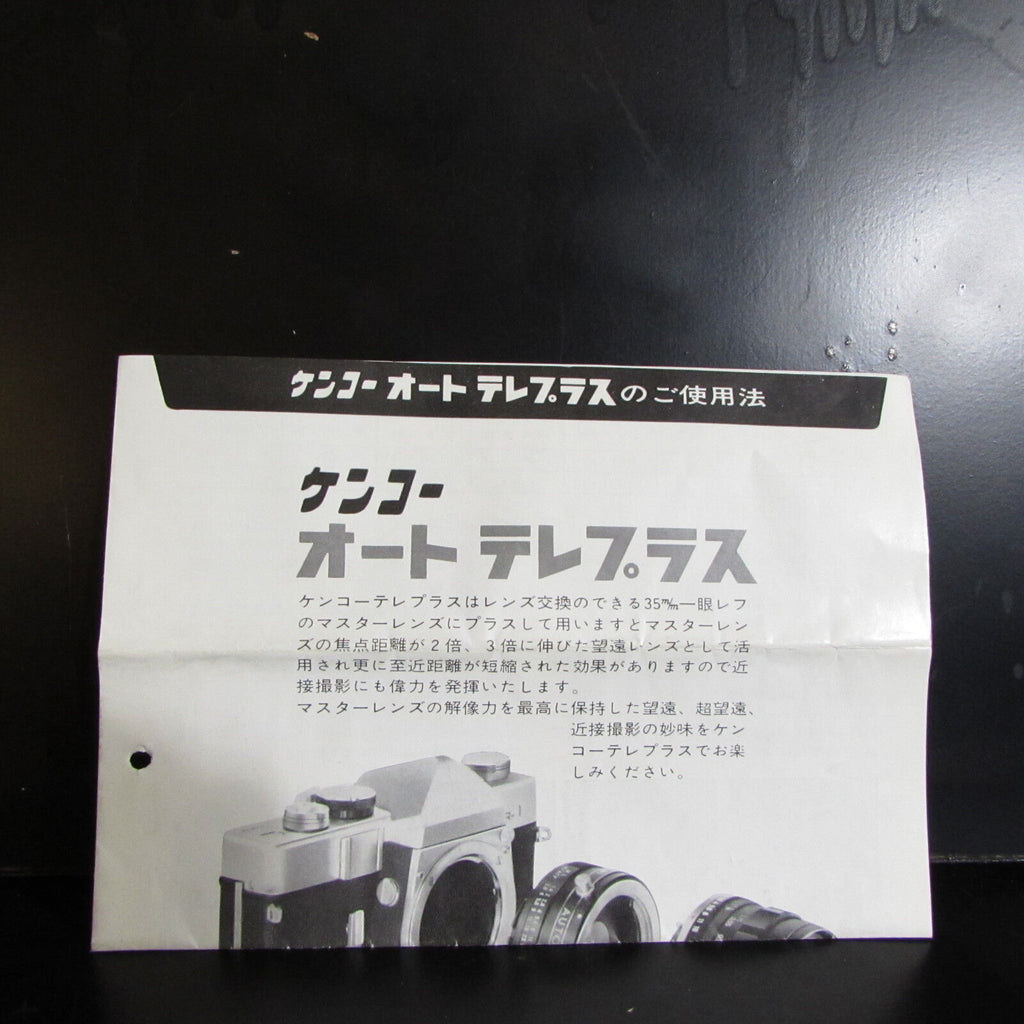 ケンコー オート テレプラスのご使用法
ケンコー
オート テレプラス
ケンコーテレプラスはレンズ交換のできる35㎜一眼レフ
のマスターレンズにプラスして用いますとマスターレン
ズの焦点距離が2倍、3倍に伸びた望遠レンズとして活
用され更に至近距離が短縮された効果がありますので近
接撮影にも偉力を発揮いたします。
マスターレンズの解像力を最高に保持した望遠、超望遠、
近接撮影の妙味をケン
コーテレプラスでお楽
しみください。
AUTO